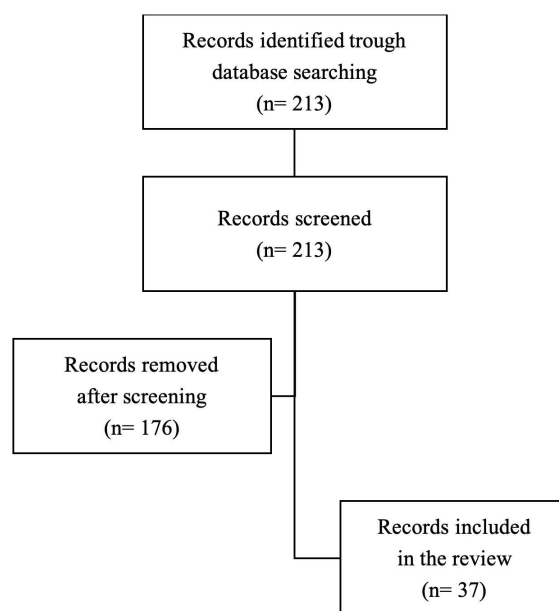 Records identified trough
database searching
(n= 213)
Records screened
(n= 213)
Records removed
after screening
(n= 176)
Records included
in the review
(n= 37)